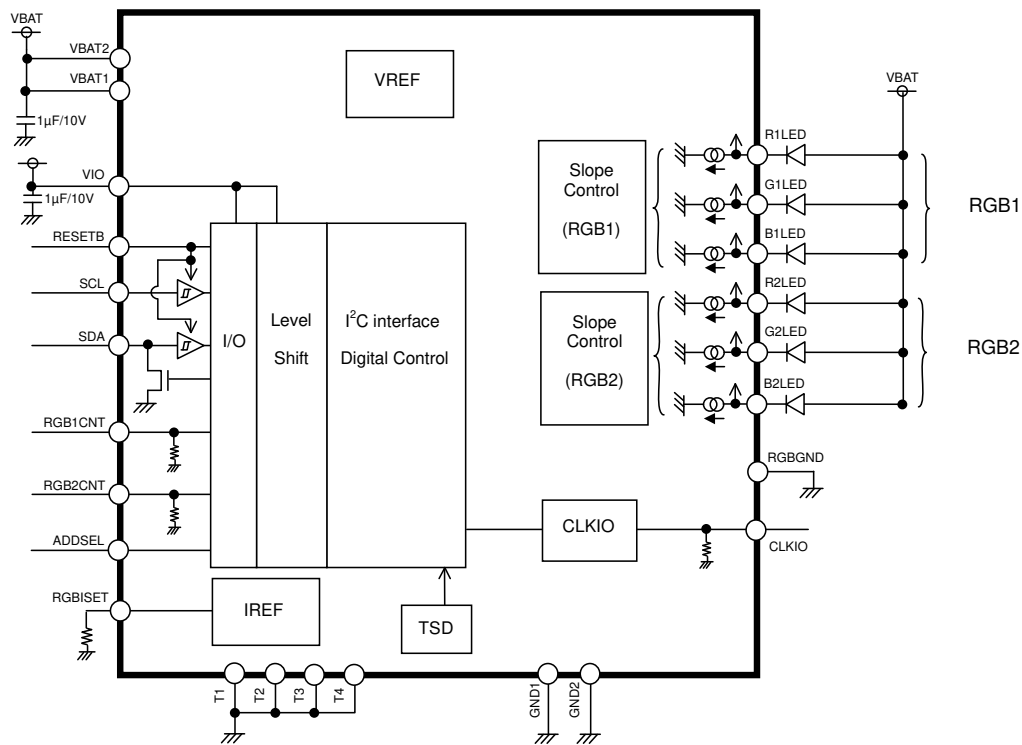 VBAT
VBAT2
VBAT1
1µF/10V
VIO
1µF/10V
RESETB
SCL
SDA
RGB1CNT
RGB2CNT
ADDSEL
RGBISET
VREF
I/O
Level
Shift
I²C interface
Digital Control
IREF
TSD
CLKIO
Slope
Control
(RGB1)
Slope
Control
(RGB2)
VBAT
R1LED
G1LED
B1LED
R2LED
G2LED
B2LED
RGB1
RGB2
RGBGND
CLKIO
T1
T2
T3
T4
GND1
GND2